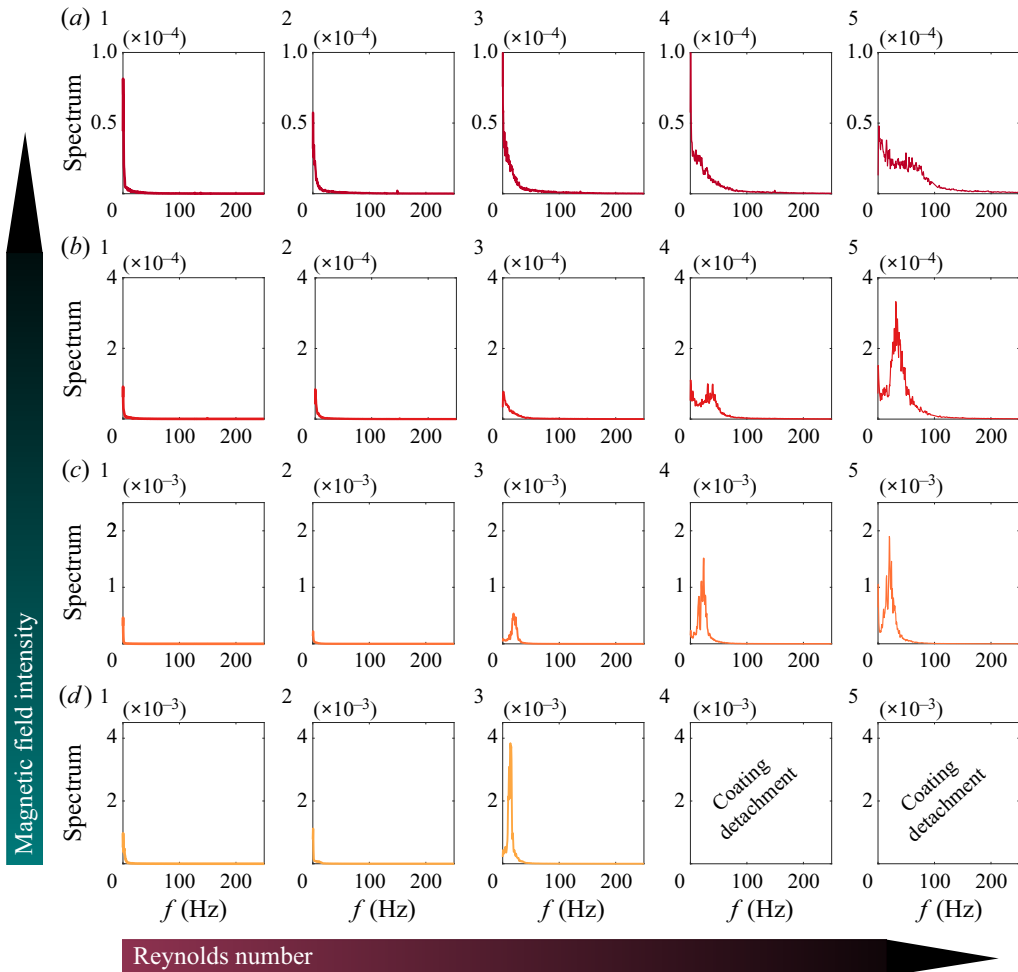 (a) 1 2 3 4 5
(×10⁻⁴) (×10⁻⁴) (×10⁻⁴) (×10⁻⁴) (×10⁻⁴)
1.0 1.0 1.0 1.0 1.0
Spectrum
0.5 0.5 0.5 0.5 0.5
0 100 200 0 100 200 0 100 200 0 100 200 0 100 200
(b) 1 2 3 4 5
(×10⁻⁴) (×10⁻⁴) (×10⁻⁴) (×10⁻⁴) (×10⁻⁴)
4 4 4 4 4
Spectrum
2 2 2 2 2
0 100 200 0 100 200 0 100 200 0 100 200 0 100 200
(c) 1 2 3 4 5
(×10⁻³) (×10⁻³) (×10⁻³) (×10⁻³) (×10⁻³)
2 2 2 2 2
Spectrum
1 1 1 1 1
0 100 200 0 100 200 0 100 200 0 100 200 0 100 200
(d) 1 2 3 4 5
(×10⁻³) (×10⁻³) (×10⁻³) (×10⁻³) (×10⁻³)
4 4 4 4 4
Spectrum
2 2 2 2 2
Coating
detachment
Coating
detachment
0 100 200 0 100 200 0 100 200 0 100 200 0 100 200
f (Hz) f (Hz) f (Hz) f (Hz) f (Hz)
Magnetic field intensity
Reynolds number